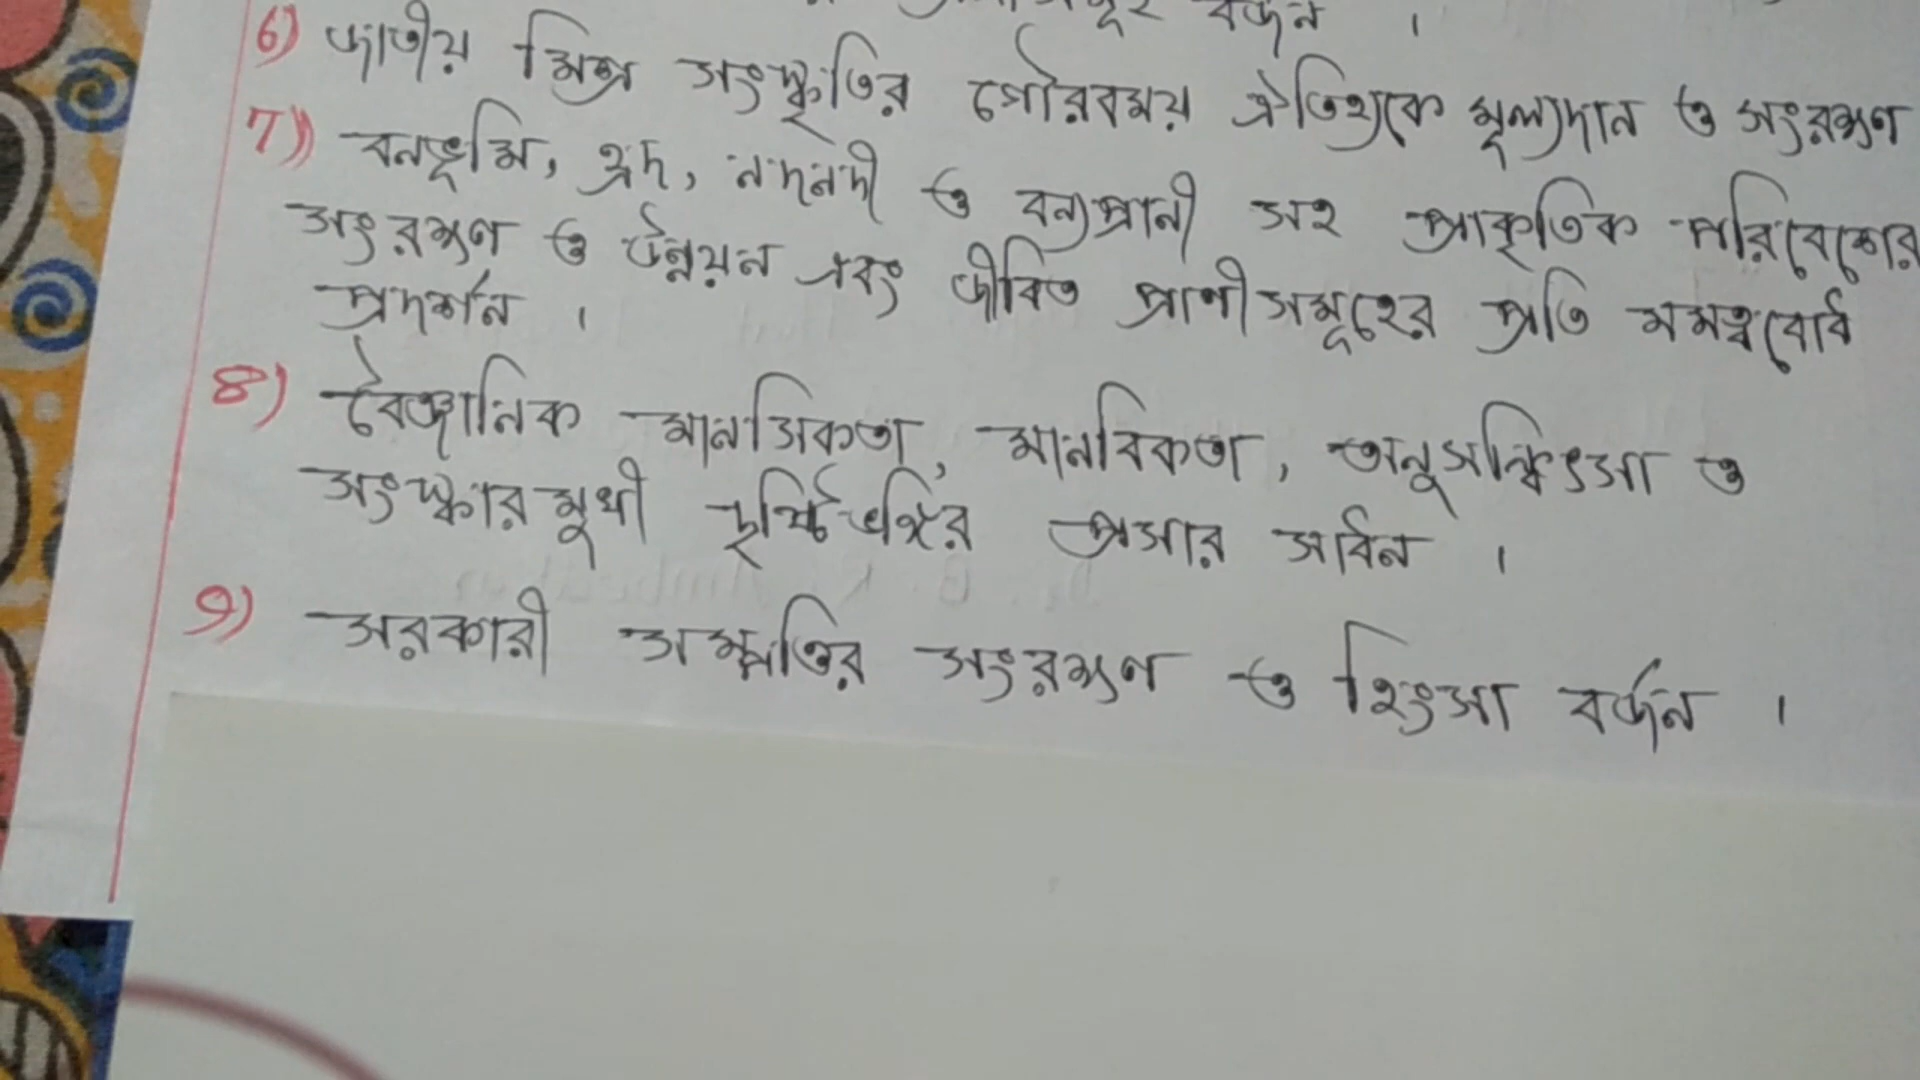 বর্জন ।
6) জাতীয় মিশ্র সংস্কৃতির গৌরবময় ঐতিহ্যকে মূল্যদান ও সংরক্ষণ
7) বনভূমি, হ্রদ, নদনদী ও বন্যপ্রানী সহ প্রাকৃতিক পরিবেশের
সংরক্ষণ ও উন্নয়ন এবং জীবিত প্রাণীসমূহের প্রতি মমত্ববোধ
প্রদর্শন ।
8) বৈজ্ঞানিক মানসিকতা, মানবিকতা, অনুসন্ধিৎসা ও
সংস্কারমুখী দৃষ্টিভঙ্গির প্রসার সাধন ।
9) সরকারী সম্পত্তির সংরক্ষণ ও হিংসা বর্জন ।